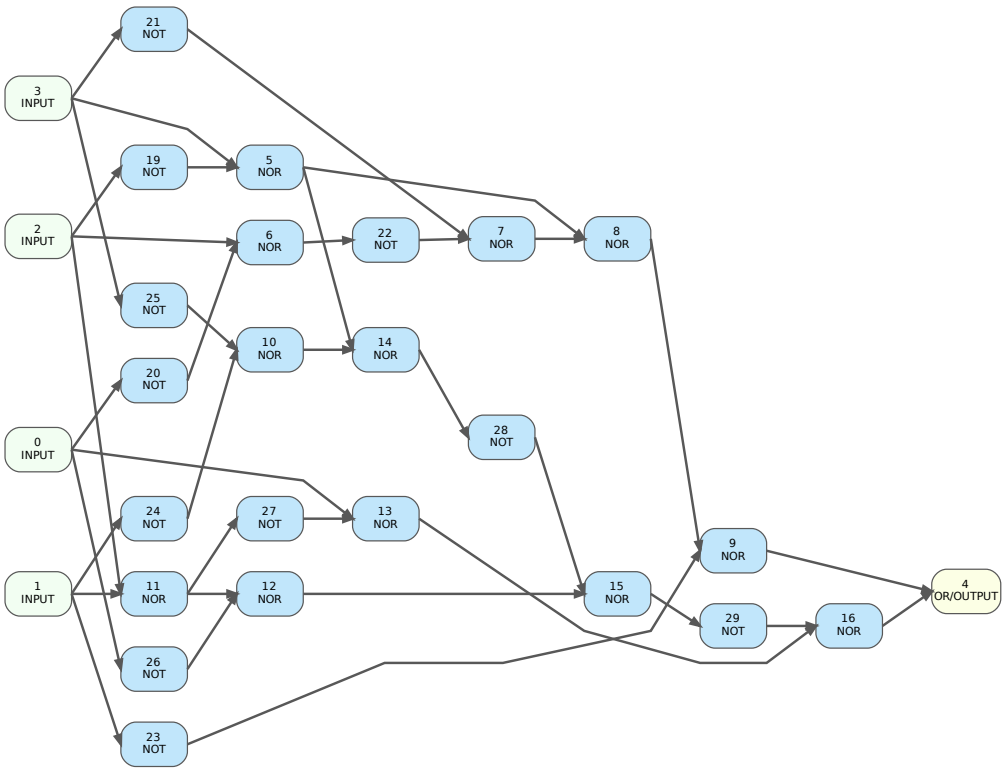 21
NOT
3
INPUT
19
NOT
5
NOR
2
INPUT
6
NOR
22
NOT
7
NOR
8
NOR
25
NOT
10
NOR
14
NOR
20
NOT
0
INPUT
28
NOT
24
NOT
27
NOT
13
NOR
9
NOR
1
INPUT
11
NOR
12
NOR
15
NOR
4
OR/OUTPUT
29
NOT
16
NOR
26
NOT
23
NOT